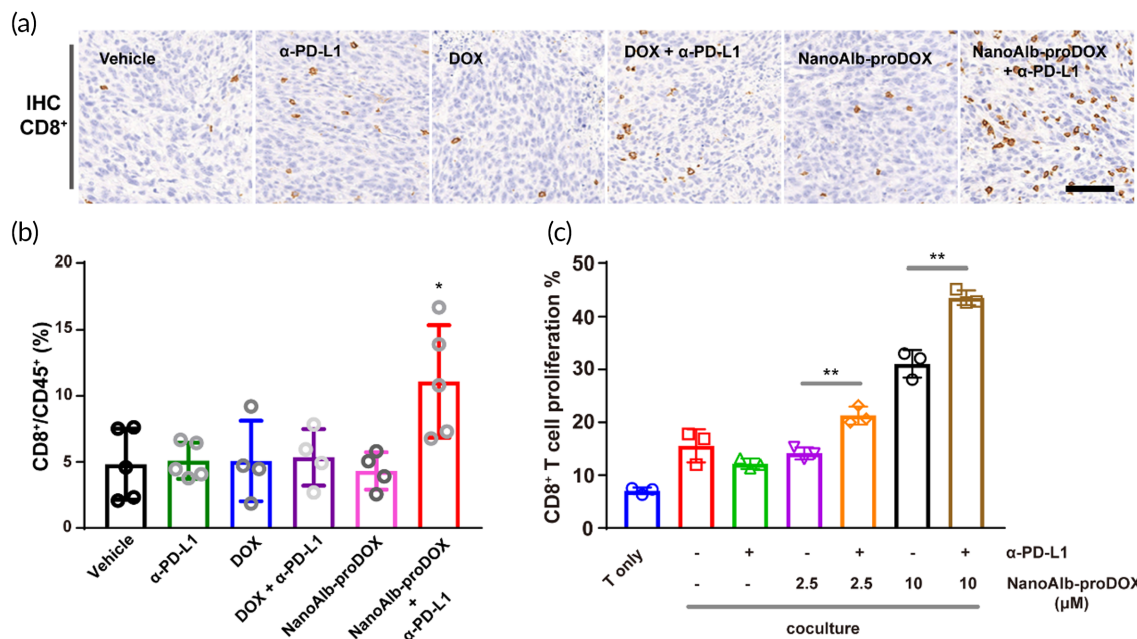 (a)
Vehicle
α-PD-L1
DOX
DOX + α-PD-L1
NanoAlb-proDOX
NanoAlb-proDOX
+ α-PD-L1
IHC
CD8⁺
(b)
CD8⁺/CD45⁺ (%)
20
15
10
5
0
*
Vehicle
α-PD-L1
DOX
DOX + α-PD-L1
NanoAlb-proDOX
NanoAlb-proDOX
+
α-PD-L1
(c)
CD8⁺ T cell proliferation %
50
40
30
20
10
0
**
**
T only
- + - + - + α-PD-L1
- - 2.5 2.5 10 10 NanoAlb-proDOX
(μM)
coculture